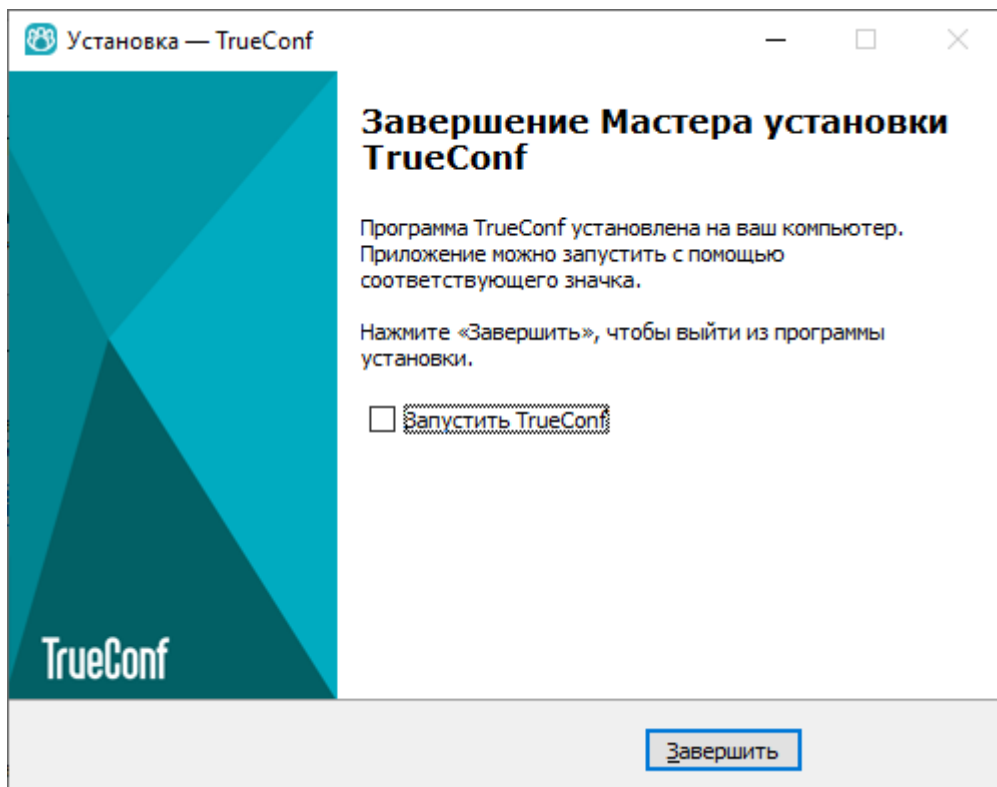 Установка — TrueConf
Завершение Мастера установки
TrueConf
Программа TrueConf установлена на ваш компьютер.
Приложение можно запустить с помощью
соответствующего значка.
Нажмите «Завершить», чтобы выйти из программы
установки.
Запустить TrueConf
TrueConf
Завершить